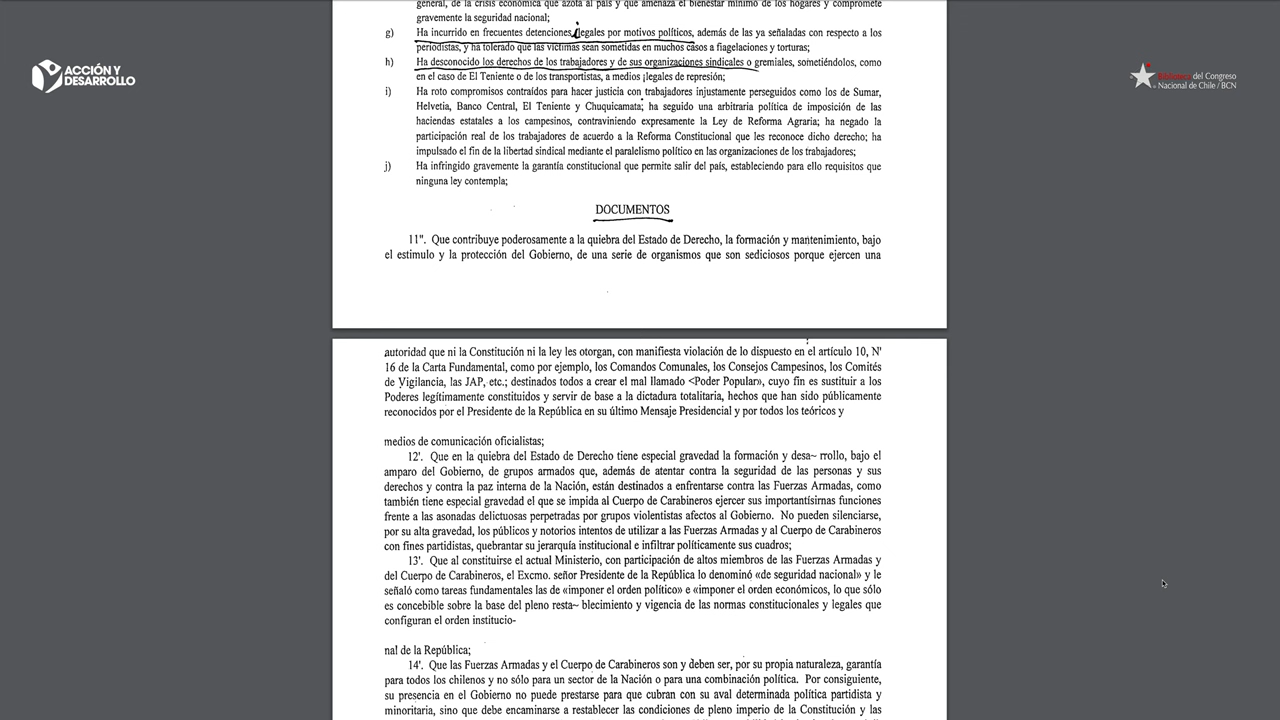 general, de la crisis económica que azota al país y que amenaza el bienestar mínimo de los hogares y compromete
gravemente la seguridad nacional;
g) Ha incurrido en frecuentes detenciones ilegales por motivos políticos, además de las ya señaladas con respecto a los
periodistas, y ha tolerado que las víctimas sean sometidas en muchos casos a fiagelaciones y torturas;
h) Ha desconocido los derechos de los trabajadores y de sus organizaciones sindicales o gremiales, sometiéndolos, como
en el caso de El Teniente o de los transportistas, a medios ¡legales de represión;
i) Ha roto compromisos contraídos para hacer justicia con trabajadores injustamente perseguidos como los de Sumar,
Helvetia, Banco Central, El Teniente y Chuquicamata; ha seguido una arbitraria política de imposición de las
haciendas estatales a los campesinos, contraviniendo expresamente la Ley de Reforma Agraria; ha negado la
participación real de los trabajadores de acuerdo a la Reforma Constitucional que les reconoce dicho derecho; ha
impulsado el fin de la libertad sindical mediante el paralelismo político en las organizaciones de los trabajadores;
j) Ha infringido gravemente la garantía constitucional que permite salir del país, estableciendo para ello requisitos que
ninguna ley contempla;
DOCUMENTOS
11". Que contribuye poderosamente a la quiebra del Estado de Derecho, la formación y mantenimiento, bajo
el estimulo y la protección del Gobierno, de una serie de organismos que son sediciosos porque ejercen una
autoridad que ni la Constitución ni la ley les otorgan, con manifiesta violación de lo dispuesto en el artículo 10, N'
16 de la Carta Fundamental, como por ejemplo, los Comandos Comunales, los Consejos Campesinos, los Comités
de Vigilancia, las JAP, etc.; destinados todos a crear el mal llamado <Poder Popular», cuyo fin es sustituir a los
Poderes legítimamente constituidos y servir de base a la dictadura totalitaria, hechos que han sido públicamente
reconocidos por el Presidente de la República en su último Mensaje Presidencial y por todos los teóricos y
medios de comunicación oficialistas;
12'. Que en la quiebra del Estado de Derecho tiene especial gravedad la formación y desa~ rrollo, bajo el
amparo del Gobierno, de grupos armados que, además de atentar contra la seguridad de las personas y sus
derechos y contra la paz interna de la Nación, están destinados a enfrentarse contra las Fuerzas Armadas, como
también tiene especial gravedad el que se impida al Cuerpo de Carabineros ejercer sus importantísirnas funciones
frente a las asonadas delictuosas perpetradas por grupos violentistas afectos al Gobierno. No pueden silenciarse,
por su alta gravedad, los públicos y notorios intentos de utilizar a las Fuerzas Armadas y al Cuerpo de Carabineros
con fines partidistas, quebrantar su jerarquía institucional e infiltrar políticamente sus cuadros;
13'. Que al constituirse el actual Ministerio, con participación de altos miembros de las Fuerzas Armadas y
del Cuerpo de Carabineros, el Excmo. señor Presidente de la República lo denominó «de seguridad nacional» y le
señaló como tareas fundamentales las de «imponer el orden político» e «imponer el orden económicos, lo que sólo
es concebible sobre la base del pleno resta~ blecimiento y vigencia de las normas constitucionales y legales que
configuran el orden institucio-
nal de la República;
14'. Que las Fuerzas Armadas y el Cuerpo de Carabineros son y deben ser, por su propia naturaleza, garantía
para todos los chilenos y no sólo para un sector de la Nación o para una combinación política. Por consiguiente,
su presencia en el Gobierno no puede prestarse para que cubran con su aval determinada política partidista y
minoritaria, sino que debe encaminarse a restablecer las condiciones de pleno imperio de la Constitución y las
ACCIÓN Y
DESARROLLO
Biblioteca del Congreso
Nacional de Chile / BCN